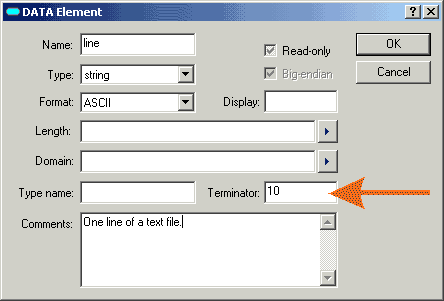 DATA Element
Name: line
Read-only
OK
Type: string
Big-endian
Cancel
Format: ASCII
Display:
Length:
Domain:
Type name:
Terminator: 10
Comments: One line of a text file.